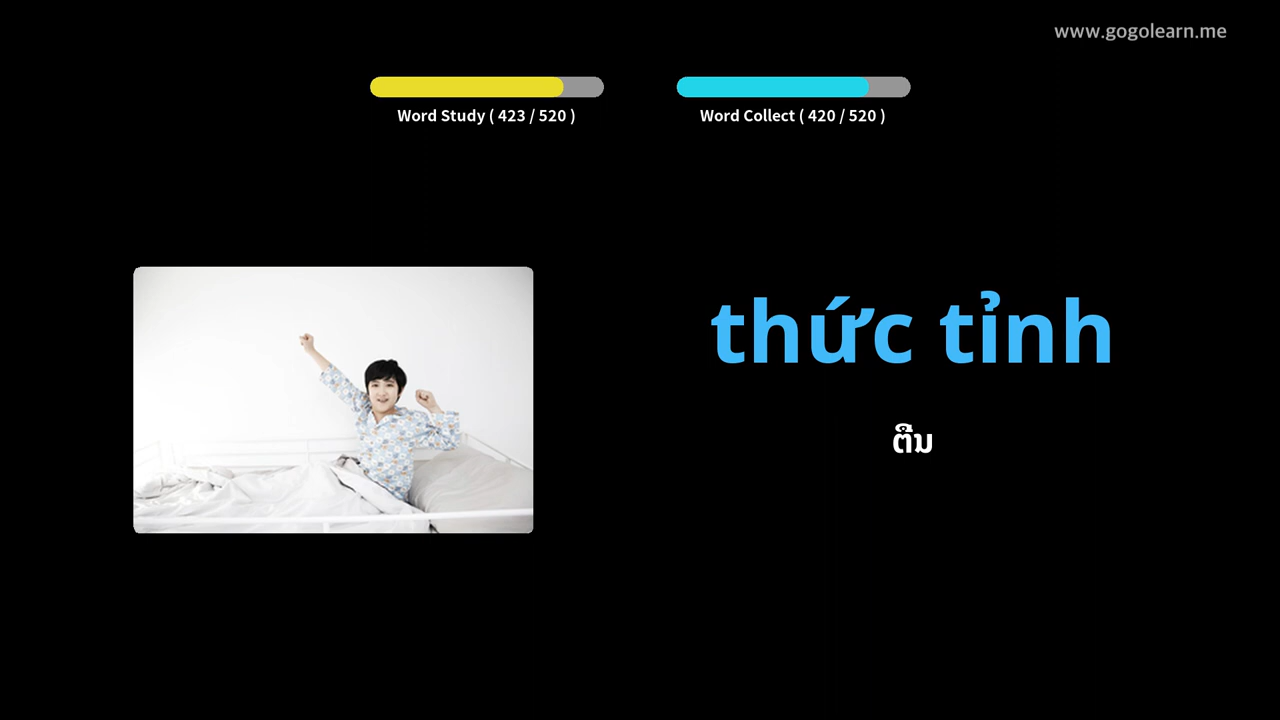 www.gogolearn.me
Word Study ( 423 / 520 )
Word Collect ( 420 / 520 )
thức tỉnh
ຕື່ນ